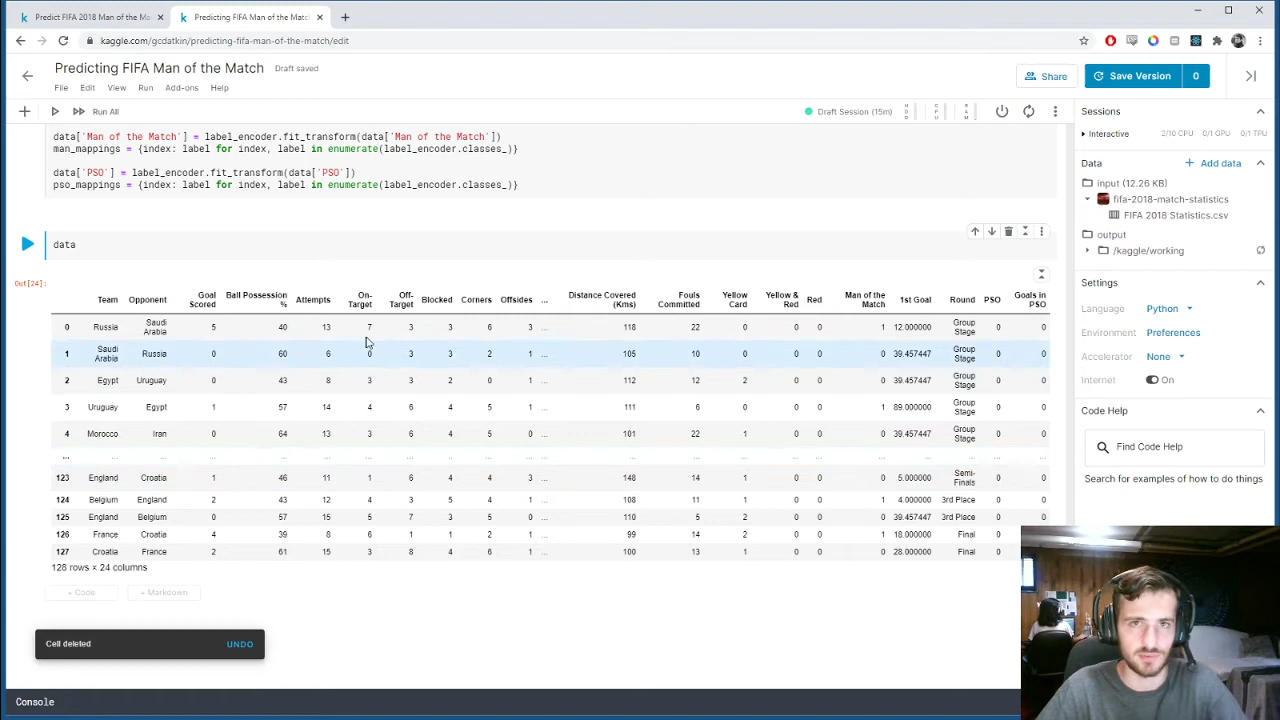 Predict FIFA 2018 Man of the Ma
Predicting FIFA Man of the Match
kaggle.com/gcdatkin/predicting-fifa-man-of-the-match/edit
Predicting FIFA Man of the Match Draft saved
Share
Save Version 0
File Edit View Run Add-ons Help
Run All
Draft Session (15m)
data['Man of the Match'] = label_encoder.fit_transform(data['Man of the Match'])
man_mappings = {index: label for index, label in enumerate(label_encoder.classes_)}
data['PSO'] = label_encoder.fit_transform(data['PSO'])
pso_mappings = {index: label for index, label in enumerate(label_encoder.classes_)}
data
Out[24]:
Team Opponent Goal Scored Ball Possession % Attempts On-Target Off-Target Blocked Corners Offsides ... Distance Covered (Kms) Fouls Committed Yellow Card Yellow & Red Red Man of the Match 1st Goal Round PSO Goals in PSO
0 Russia Saudi Arabia 5 40 13 7 3 3 6 3 ... 118 22 0 0 0 1 12.000000 Group Stage 0 0
1 Saudi Arabia Russia 0 60 6 0 3 3 2 1 ... 105 10 0 0 0 0 39.457447 Group Stage 0 0
2 Egypt Uruguay 0 43 8 3 3 2 0 1 ... 112 12 2 0 0 0 39.457447 Group Stage 0 0
3 Uruguay Egypt 1 57 14 4 6 4 5 1 ... 111 6 0 0 0 1 89.000000 Group Stage 0 0
4 Morocco Iran 0 64 13 3 6 4 5 0 ... 101 22 1 0 0 0 39.457447 Group Stage 0 0
... ... ... ... ... ... ... ... ... ... ... ... ... ... ... ... ... ... ... ... ...
123 England Croatia 1 46 11 1 6 4 4 3 ... 148 14 1 0 0 0 5.000000 Semi-Finals 0 0
124 Belgium England 2 43 12 4 3 5 4 1 ... 108 11 1 0 0 1 4.000000 3rd Place 0 0
125 England Belgium 0 57 15 5 7 3 5 0 ... 110 5 2 0 0 0 39.457447 3rd Place 0 0
126 France Croatia 4 39 8 6 1 1 2 1 ... 99 14 2 0 0 1 18.000000 Final 0 0
127 Croatia France 2 61 15 3 8 4 6 1 ... 100 13 1 0 0 0 28.000000 Final 0 0
128 rows × 24 columns
+ Code + Markdown
Cell deleted UNDO
Console
Sessions
Interactive 2/10 CPU 0/1 GPU 0/1 TPU
Data + Add data
input (12.26 KB)
fifa-2018-match-statistics
FIFA 2018 Statistics.csv
output
/kaggle/working
Settings
Language Python
Environment Preferences
Accelerator None
Internet On
Code Help
Find Code Help
Search for examples of how to do things